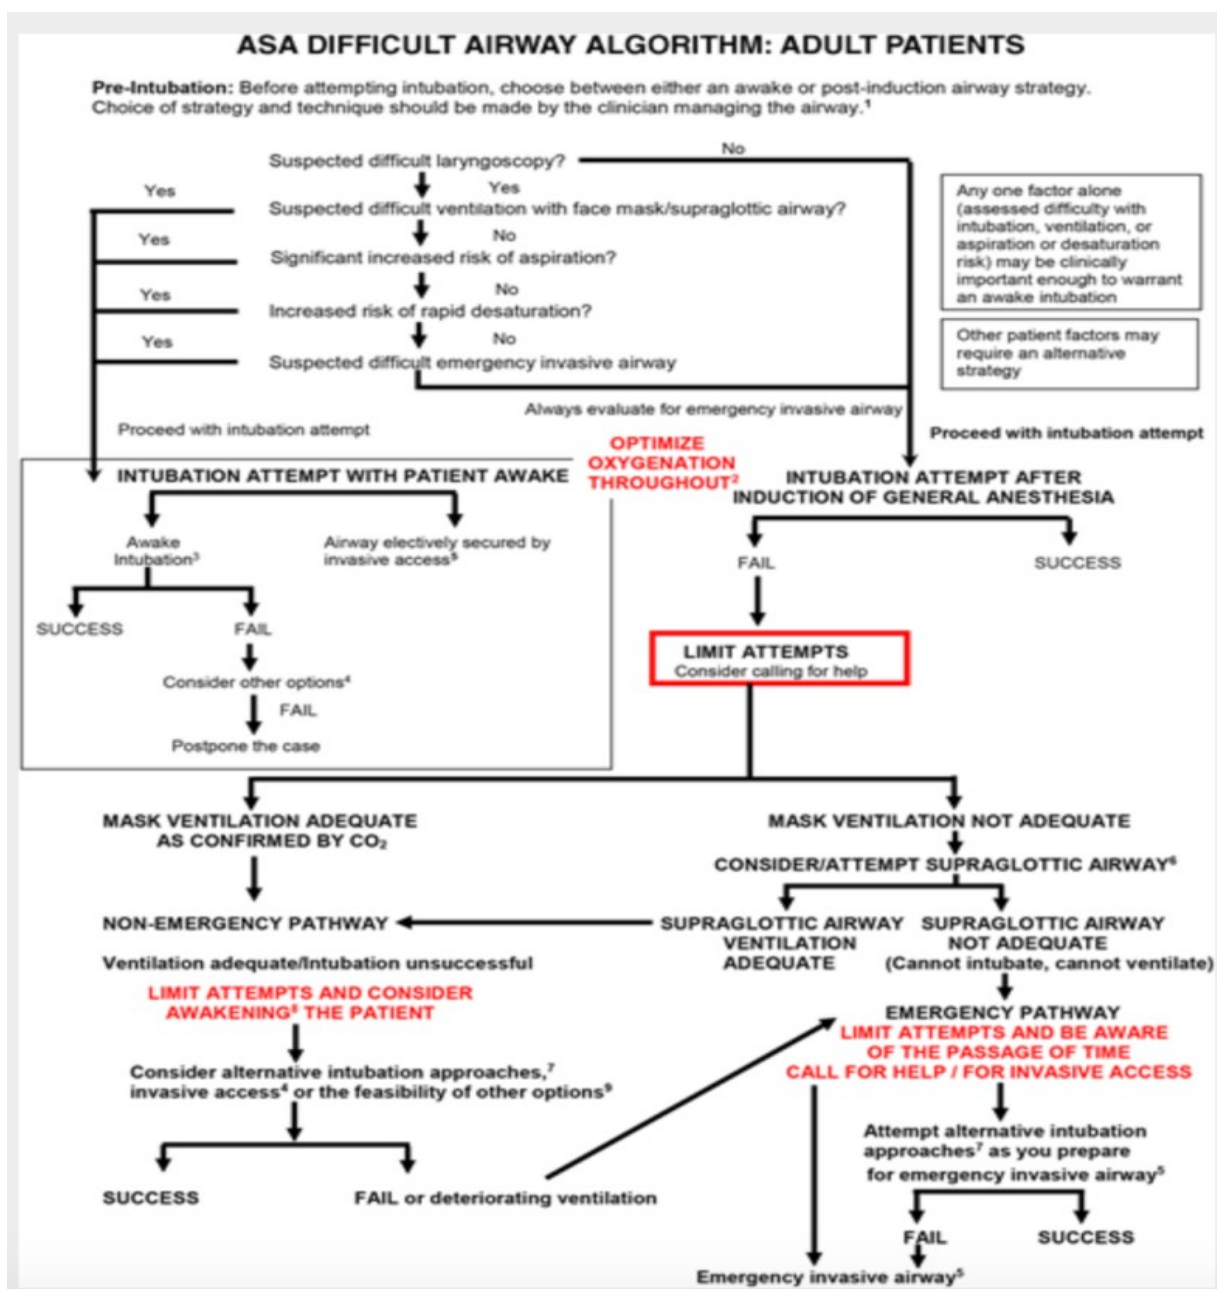 ASA DIFFICULT AIRWAY ALGORITHM: ADULT PATIENTS
Pre-Intubation: Before attempting intubation, choose between either an awake or post-induction airway strategy.
Choice of strategy and technique should be made by the clinician managing the airway.¹
Suspected difficult laryngoscopy?
No
Yes
Yes
Suspected difficult ventilation with face mask/supraglottic airway?
Yes
No
Significant increased risk of aspiration?
Yes
No
Increased risk of rapid desaturation?
Yes
No
Suspected difficult emergency invasive airway
Any one factor alone
(assessed difficulty with
intubation, ventilation, or
aspiration or desaturation
risk) may be clinically
important enough to warrant
an awake intubation
Other patient factors may
require an alternative
strategy
Always evaluate for emergency invasive airway
Proceed with intubation attempt
Proceed with intubation attempt
OPTIMIZE
OXYGENATION
THROUGHOUT²
INTUBATION ATTEMPT WITH PATIENT AWAKE
Awake
Intubation³
Airway electively secured by
invasive access⁵
SUCCESS
FAIL
Consider other options⁴
FAIL
Postpone the case
INTUBATION ATTEMPT AFTER
INDUCTION OF GENERAL ANESTHESIA
FAIL
SUCCESS
LIMIT ATTEMPTS
Consider calling for help
MASK VENTILATION ADEQUATE
AS CONFIRMED BY CO₂
NON-EMERGENCY PATHWAY
Ventilation adequate/Intubation unsuccessful
LIMIT ATTEMPTS AND CONSIDER
AWAKENING⁸ THE PATIENT
Consider alternative intubation approaches,⁷
invasive access⁴ or the feasibility of other options⁹
SUCCESS
FAIL or deteriorating ventilation
MASK VENTILATION NOT ADEQUATE
CONSIDER/ATTEMPT SUPRAGLOTTIC AIRWAY⁶
SUPRAGLOTTIC AIRWAY
VENTILATION
ADEQUATE
SUPRAGLOTTIC AIRWAY
NOT ADEQUATE
(Cannot intubate, cannot ventilate)
EMERGENCY PATHWAY
LIMIT ATTEMPTS AND BE AWARE
OF THE PASSAGE OF TIME
CALL FOR HELP / FOR INVASIVE ACCESS
Attempt alternative intubation
approaches⁷ as you prepare
for emergency invasive airway⁵
FAIL
SUCCESS
Emergency invasive airway⁵